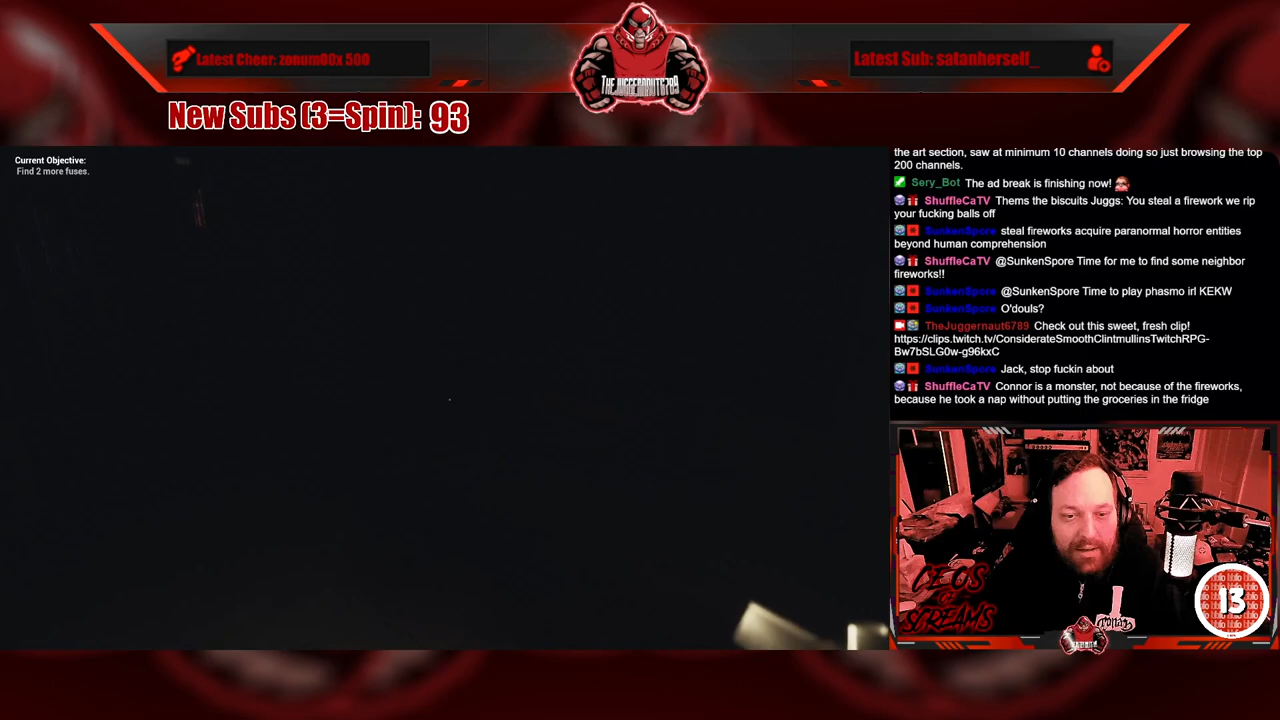 Latest Cheer: zonum00x 500
THEJUGGERNAUT6789
Latest Sub: satanherself_
New Subs (3=Spin): 93
Current Objective:
Find 2 more fuses.
the art section, saw at minimum 10 channels doing so just browsing the top
200 channels.
Sery_Bot The ad break is finishing now!
ShuffleCaTV Thems the biscuits Juggs: You steal a firework we rip
your fucking balls off
SunkenSpore steal fireworks acquire paranormal horror entities
beyond human comprehension
ShuffleCaTV @SunkenSpore Time for me to find some neighbor
fireworks!!
SunkenSpore @SunkenSpore Time to play phasmo irl KEKW
SunkenSpore O'douls?
TheJuggernaut6789 Check out this sweet, fresh clip!
https://clips.twitch.tv/ConsiderateSmoothClintmullinsTwitchRPG-
Bw7bSLG0w-g96kxC
SunkenSpore Jack, stop fuckin about
ShuffleCaTV Connor is a monster, not because of the fireworks,
because he took a nap without putting the groceries in the fridge
CEOS
OF
SCREAMS
13